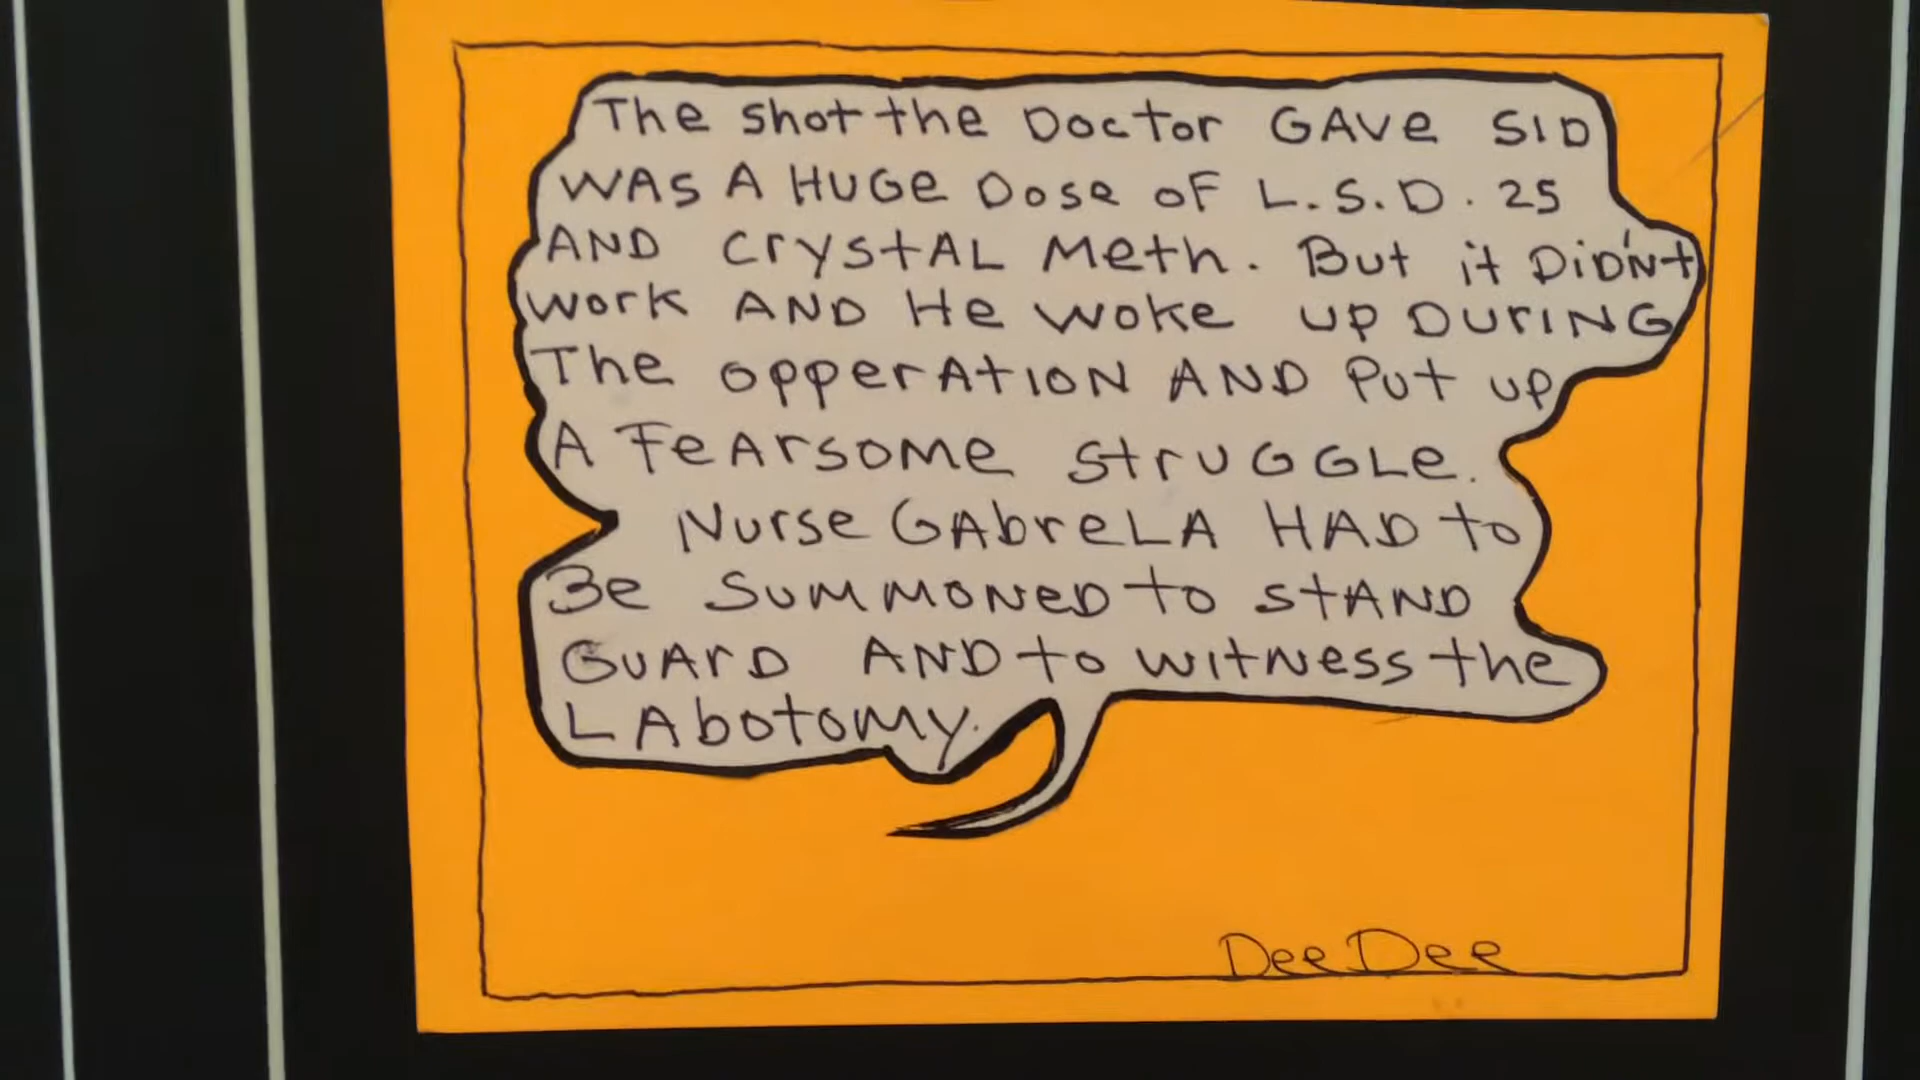 The shot the Doctor GAVe SID
WAS A HUGe Dose oF L.S.D. 25
AND CrystAL Meth. But it DiDN't
work AND He woke up DurING
The opperAtION AND Put up
A FeArsome struGGLe.
Nurse GAbreLA HAD to
Be SuMMONeD to stAND
GuArD AND to witNess the
LAbotomy.
Dee Dee